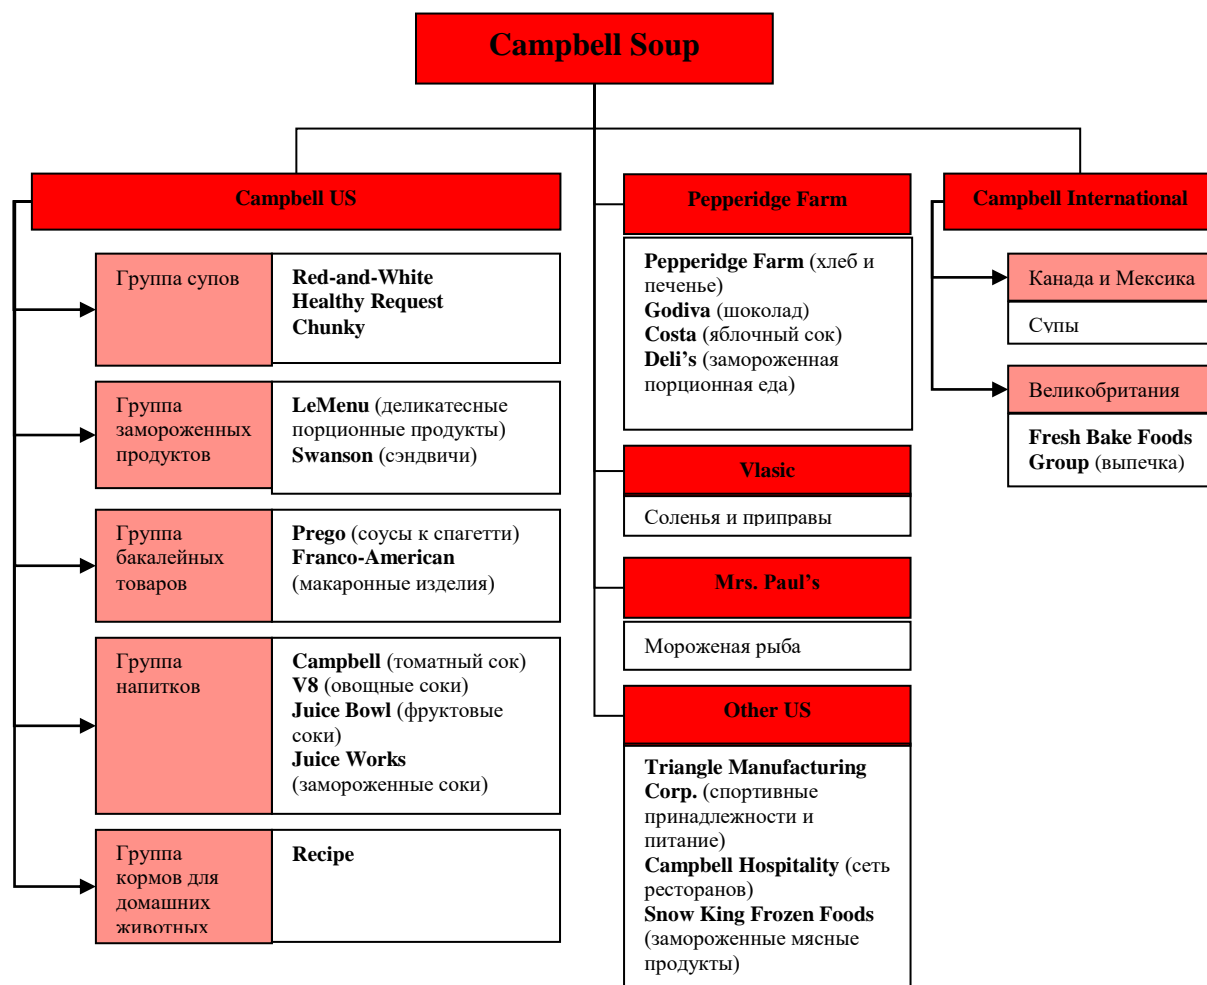 Campbell Soup
Campbell US
Группа супов
Red-and-White
Healthy Request
Chunky
Группа
замороженных
продуктов
LeMenu (деликатесные
порционные продукты)
Swanson (сэндвичи)
Группа
бакалейных
товаров
Prego (соусы к спагетти)
Franco-American
(макаронные изделия)
Группа
напитков
Campbell (томатный сок)
V8 (овощные соки)
Juice Bowl (фруктовые
соки)
Juice Works
(замороженные соки)
Группа
кормов для
домашних
животных
Recipe
Pepperidge Farm
Pepperidge Farm (хлеб и
печенье)
Godiva (шоколад)
Costa (яблочный сок)
Deli’s (замороженная
порционная еда)
Vlasic
Соленья и приправы
Mrs. Paul’s
Мороженая рыба
Other US
Triangle Manufacturing
Corp. (спортивные
принадлежности и
питание)
Campbell Hospitality (сеть
ресторанов)
Snow King Frozen Foods
(замороженные мясные
продукты)
Campbell International
Канада и Мексика
Супы
Великобритания
Fresh Bake Foods
Group (выпечка)